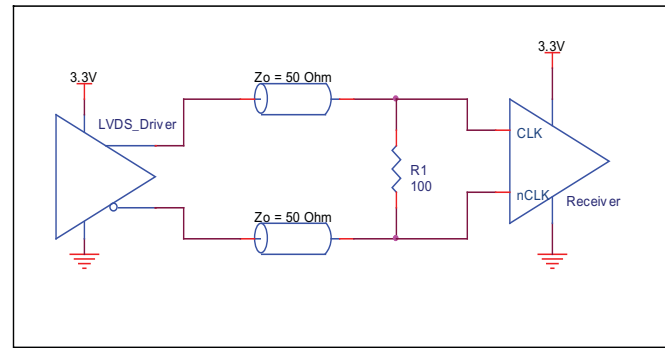 3.3V
LVDS_Driver
Zo = 50 Ohm
3.3V
CLK
R1
100
nCLK
Receiver
Zo = 50 Ohm